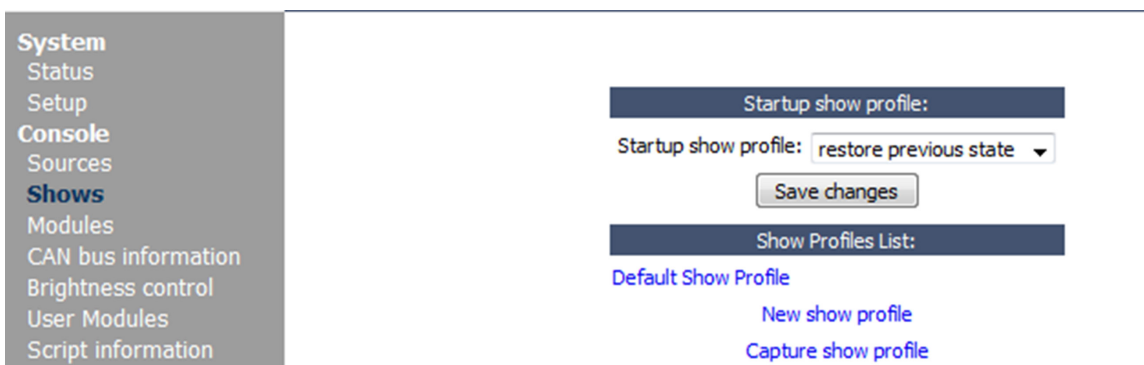 System
Status
Setup
Console
Sources
Shows
Modules
CAN bus information
Brightness control
User Modules
Script information
Startup show profile:
Startup show profile: restore previous state
Save changes
Show Profiles List:
Default Show Profile
New show profile
Capture show profile